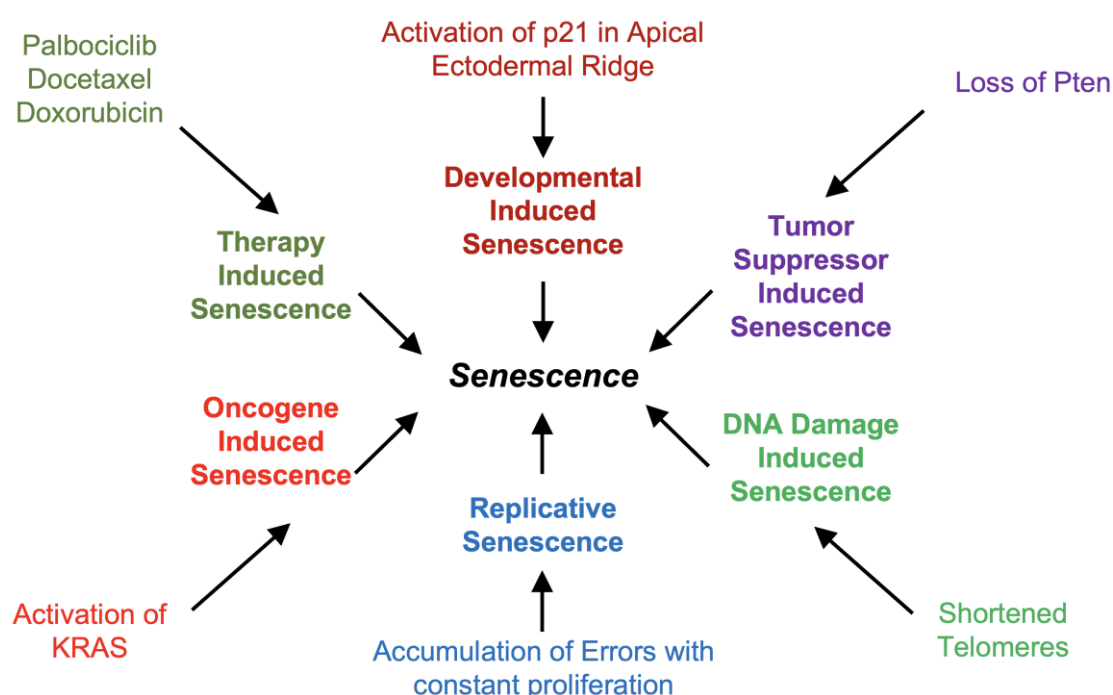 Palbociclib
Docetaxel
Doxorubicin
Activation of p21 in Apical
Ectodermal Ridge
Loss of Pten
Therapy
Induced
Senescence
Developmental
Induced
Senescence
Tumor
Suppressor
Induced
Senescence
Senescence
Oncogene
Induced
Senescence
Replicative
Senescence
DNA Damage
Induced
Senescence
Activation of
KRAS
Accumulation of Errors with
constant proliferation
Shortened
Telomeres